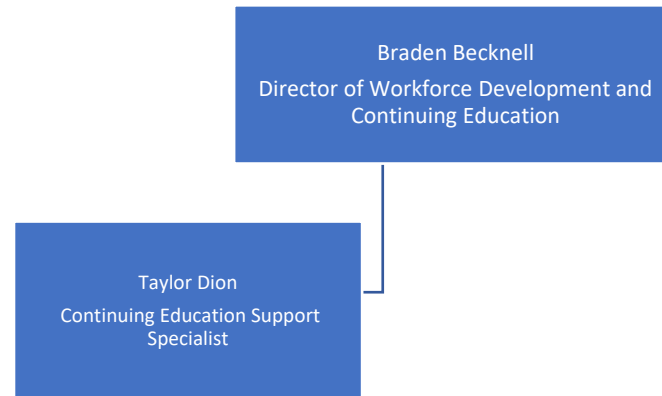 Braden Becknell
Director of Workforce Development and
Continuing Education
Taylor Dion
Continuing Education Support
Specialist